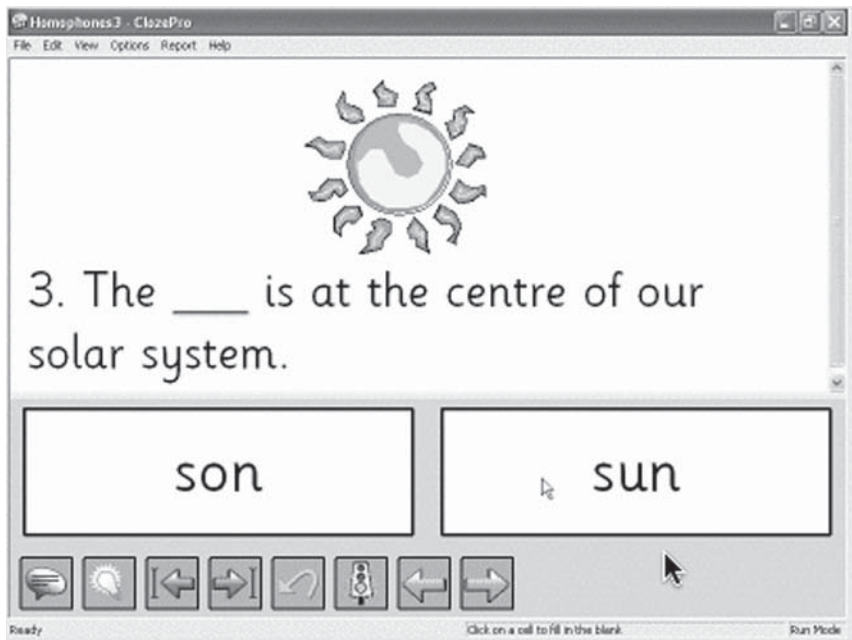 Homophones3 - ClozePro
File Edit View Options Report Help
3. The ___ is at the centre of our
solar system.
son sun
Ready Click on a cell to fill in the blank Run Mode